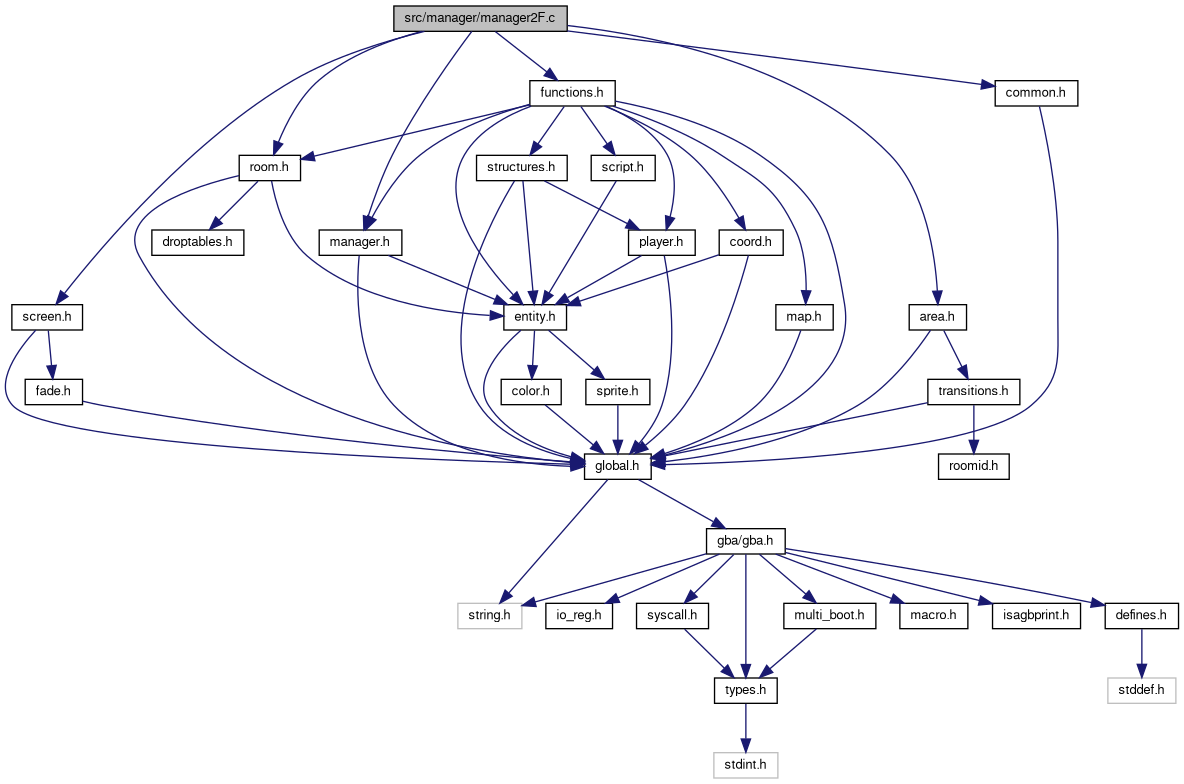 src/manager/manager2F.c
functions.h
common.h
room.h
structures.h
script.h
droptables.h
manager.h
player.h
coord.h
screen.h
entity.h
map.h
area.h
fade.h
color.h
sprite.h
transitions.h
global.h
roomid.h
gba/gba.h
string.h
io_reg.h
syscall.h
multi_boot.h
macro.h
isagbprint.h
defines.h
types.h
stddef.h
stdint.h